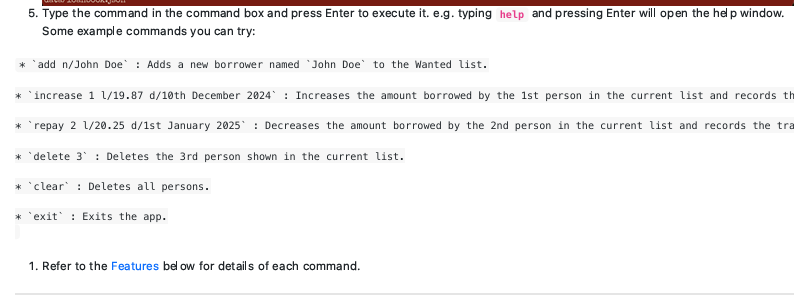 5. Type the command in the command box and press Enter to execute it. e.g. typing help and pressing Enter will open the help window.
Some example commands you can try:
* `add n/John Doe` : Adds a new borrower named `John Doe` to the Wanted list.
* `increase 1 l/19.87 d/10th December 2024` : Increases the amount borrowed by the 1st person in the current list and records th
* `repay 2 l/20.25 d/1st January 2025` : Decreases the amount borrowed by the 2nd person in the current list and records the tra
* `delete 3` : Deletes the 3rd person shown in the current list.
* `clear` : Deletes all persons.
* `exit` : Exits the app.
1. Refer to the Features below for details of each command.